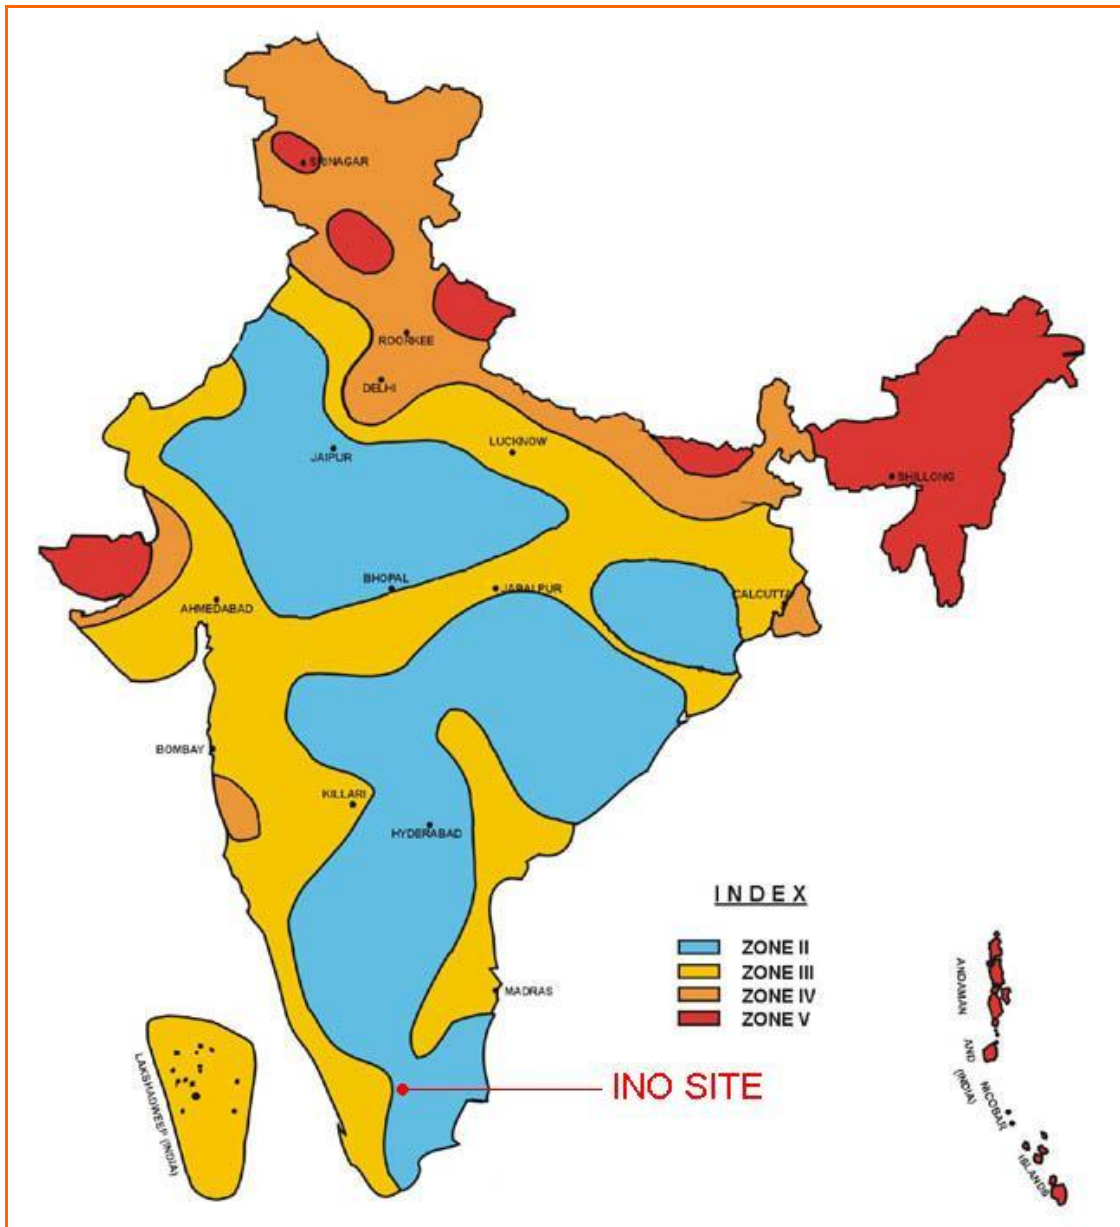 SRINAGAR
ROORKEE
DELHI
LUCKNOW
JAIPUR
SHILLONG
BHOPAL
JABALPUR
CALCUTTA
AHMEDABAD
BOMBAY
KILLARI
HYDERABAD
INDEX
ZONE II
ZONE III
ZONE IV
ZONE V
MADRAS
ANDAMAN
AND
(INDIA)
NICOBAR
ISLANDS
LAKSHADWEEP (INDIA)
INO SITE